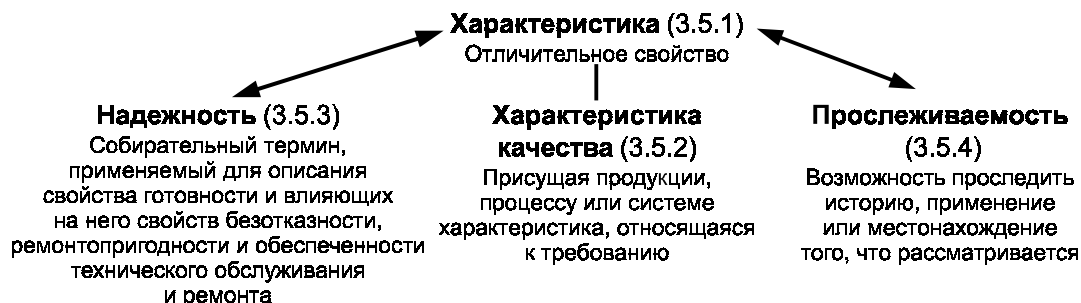 Характеристика (3.5.1)
Отличительное свойство
Надежность (3.5.3)
Собирательный термин,
применяемый для описания
свойства готовности и влияющих
на него свойств безотказности,
ремонтопригодности и обеспеченности
технического обслуживания
и ремонта
Характеристика
качества (3.5.2)
Присущая продукции,
процессу или системе
характеристика, относящаяся
к требованию
Прослеживаемость
(3.5.4)
Возможность проследить
историю, применение
или местонахождение
того, что рассматривается